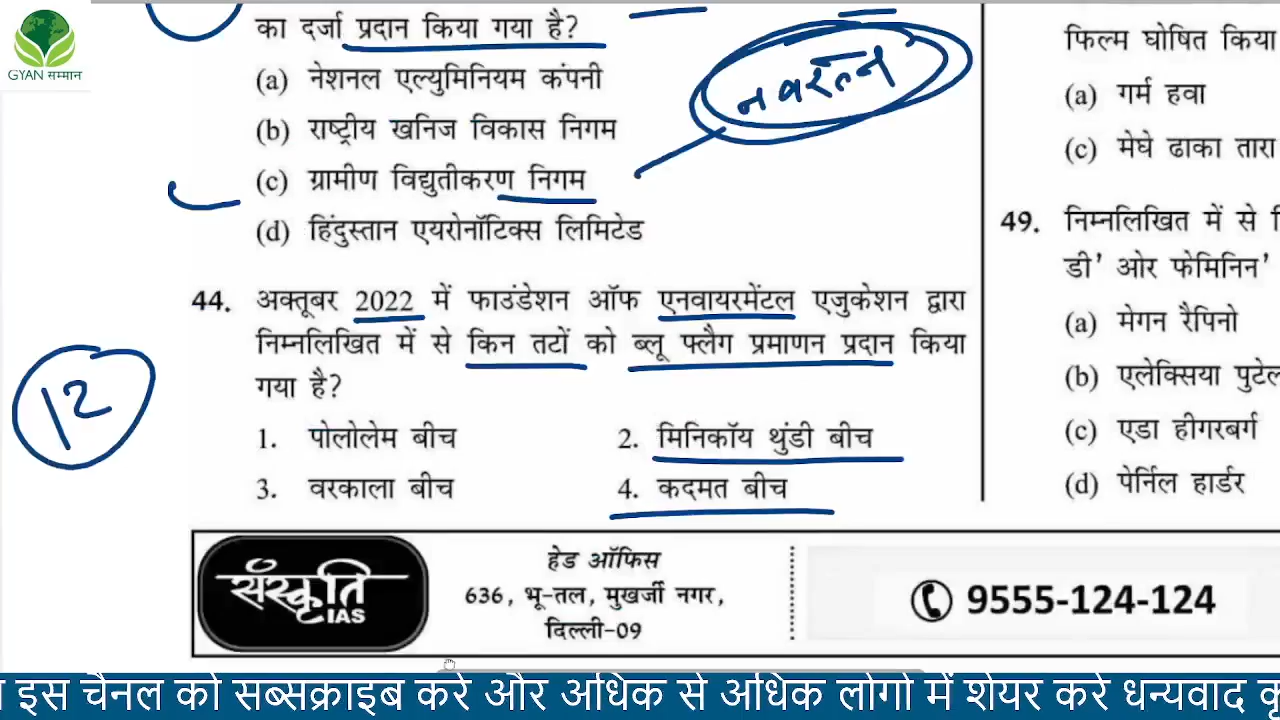 GYAN सम्मान
का दर्जा प्रदान किया गया है?
(a) नेशनल एल्युमिनियम कंपनी
(b) राष्ट्रीय खनिज विकास निगम
(c) ग्रामीण विद्युतीकरण निगम
(d) हिंदुस्तान एयरोनॉटिक्स लिमिटेड
नवरत्न
44. अक्तूबर 2022 में फाउंडेशन ऑफ एनवायरमेंटल एजुकेशन द्वारा
निम्नलिखित में से किन तटों को ब्लू फ्लैग प्रमाणन प्रदान किया
गया है?
12
1. पोलोलेम बीच 2. मिनिकॉय थुंडी बीच
3. वरकाला बीच 4. कदमत बीच
फिल्म घोषित किया
(a) गर्म हवा
(c) मेघे ढाका तारा
49. निम्नलिखित में से
डी' ओर फेमिनिन'
(a) मेगन रैपिनो
(b) एलेक्सिया पुटेल
(c) एडा हीगरबर्ग
(d) पेर्निल हार्डर
संस्कृति
IAS
हेड ऑफिस
636, भू-तल, मुखर्जी नगर,
दिल्ली-09
9555-124-124
इस चैनल को सब्सक्राइब करे और अधिक से अधिक लोगो में शेयर करे धन्यवाद